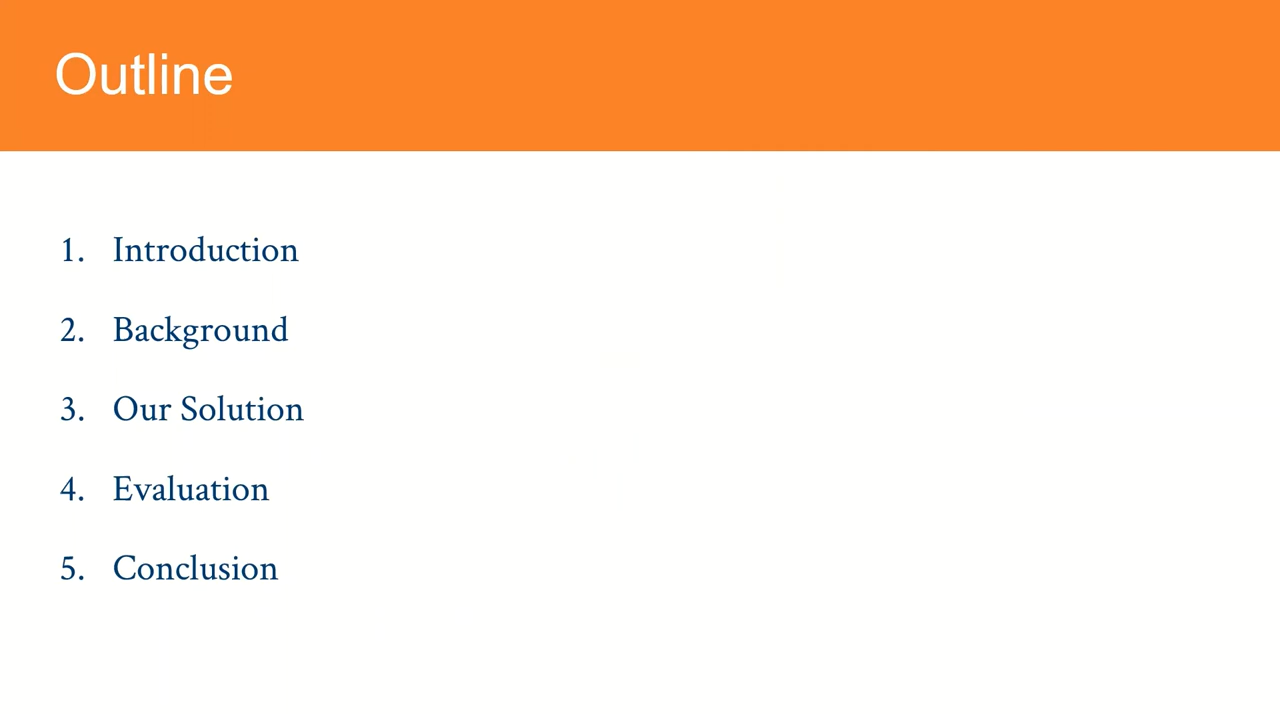 Outline
1. Introduction
2. Background
3. Our Solution
4. Evaluation
5. Conclusion